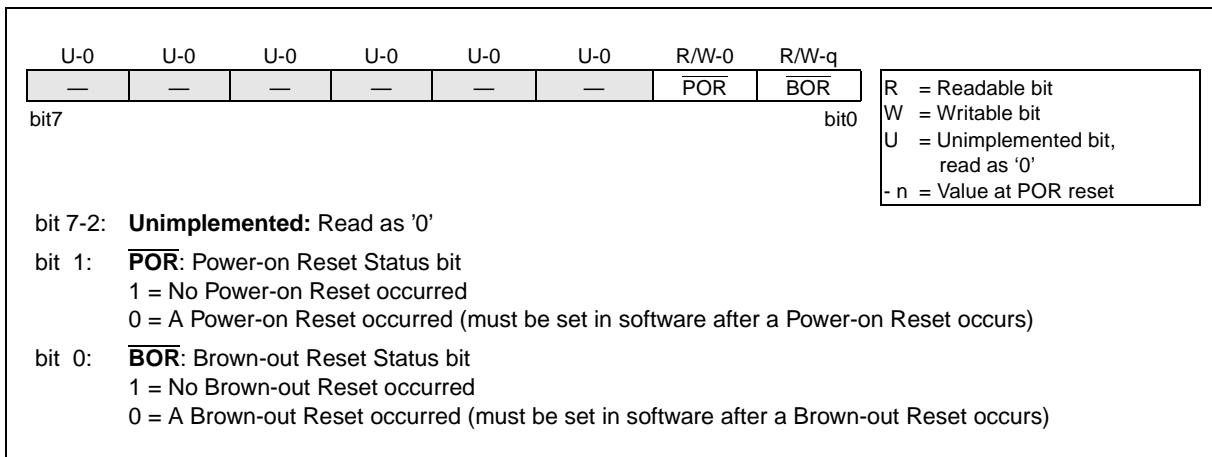 U-0 U-0 U-0 U-0 U-0 U-0 R/W-0 R/W-q
— — — — — — P̅O̅R̅ B̅O̅R̅
bit7 bit0
R = Readable bit
W = Writable bit
U = Unimplemented bit,
read as ‘0’
- n = Value at POR reset
bit 7-2: Unimplemented: Read as '0'
bit 1: P̅O̅R̅: Power-on Reset Status bit
1 = No Power-on Reset occurred
0 = A Power-on Reset occurred (must be set in software after a Power-on Reset occurs)
bit 0: B̅O̅R̅: Brown-out Reset Status bit
1 = No Brown-out Reset occurred
0 = A Brown-out Reset occurred (must be set in software after a Brown-out Reset occurs)